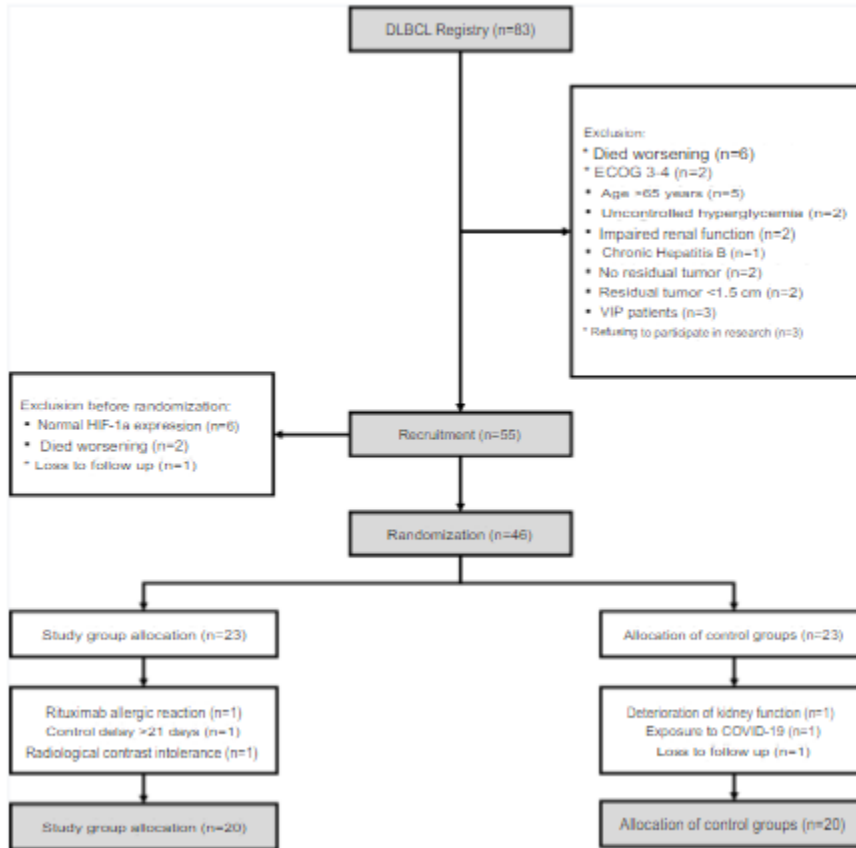 DLBCL Registry (n=83)
Exclusion:
* Died worsening (n=6)
* ECOG 3-4 (n=2)
• Age >65 years (n=5)
• Uncontrolled hyperglycemia (n=2)
• Impaired renal function (n=2)
• Chronic Hepatitis B (n=1)
• No residual tumor (n=2)
• Residual tumor <1.5 cm (n=2)
• VIP patients (n=3)
* Refusing to participate in research (n=3)
Exclusion before randomization:
• Normal HIF-1a expression (n=6)
• Died worsening (n=2)
* Loss to follow up (n=1)
Recruitment (n=55)
Randomization (n=46)
Study group allocation (n=23)
Allocation of control groups (n=23)
Rituximab allergic reaction (n=1)
Control delay >21 days (n=1)
Radiological contrast intolerance (n=1)
Deterioration of kidney function (n=1)
Exposure to COVID-19 (n=1)
Loss to follow up (n=1)
Study group allocation (n=20)
Allocation of control groups (n=20)